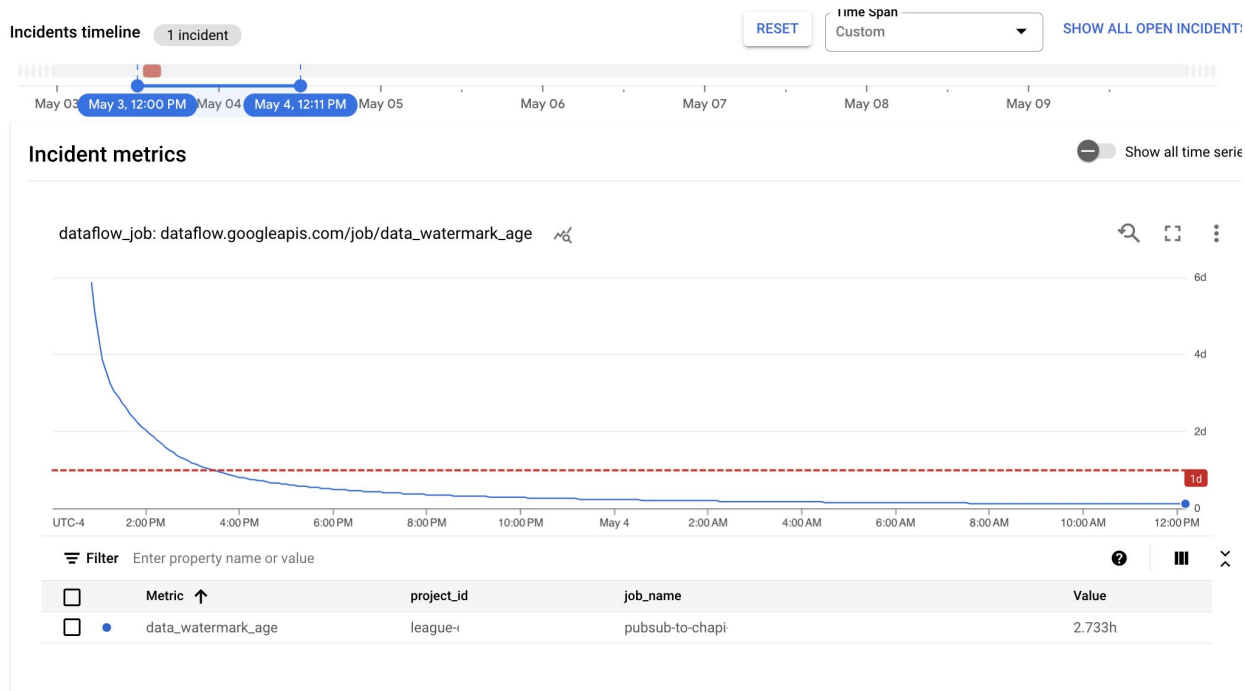 Incidents timeline 1 incident RESET Time Span Custom SHOW ALL OPEN INCIDENTS
May 03 May 3, 12:00 PM May 04 May 4, 12:11 PM May 05 May 06 May 07 May 08 May 09
Incident metrics Show all time serie
dataflow_job: dataflow.googleapis.com/job/data_watermark_age
6d
4d
2d
1d
0
UTC-4 2:00 PM 4:00 PM 6:00 PM 8:00 PM 10:00 PM May 4 2:00 AM 4:00 AM 6:00 AM 8:00 AM 10:00 AM 12:00 PM
Filter Enter property name or value
Metric project_id job_name Value
data_watermark_age league- pubsub-to-chapi- 2.733h